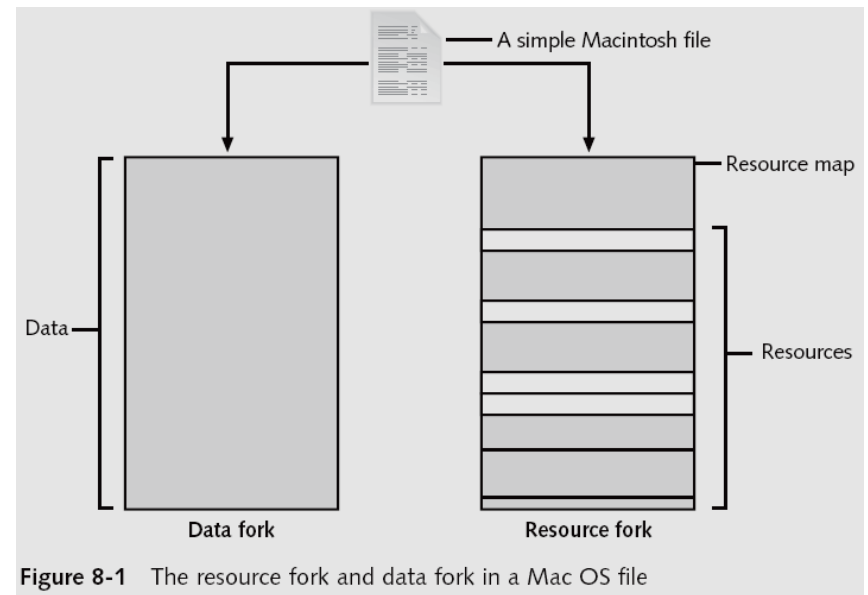 A simple Macintosh file
Resource map
Data
Resources
Data fork
Resource fork
Figure 8-1 The resource fork and data fork in a Mac OS file